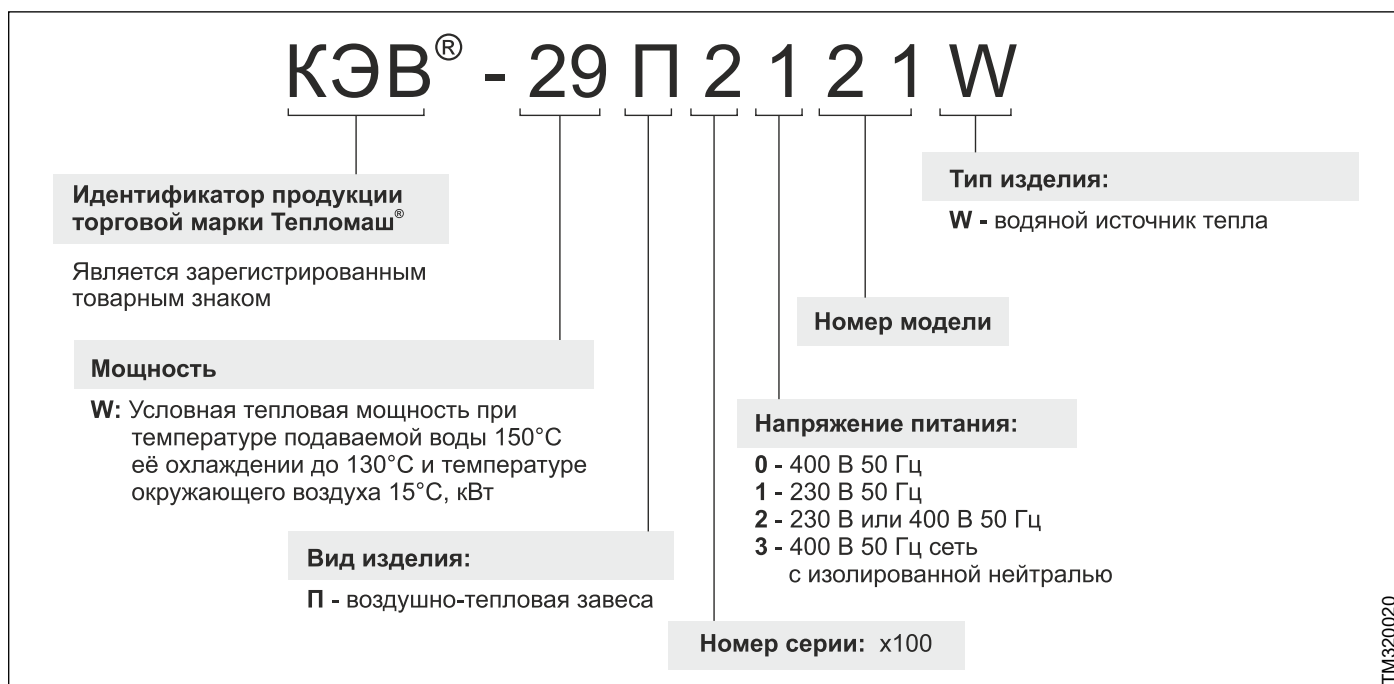 КЭВ® - 29 П 2 1 2 1 W
Идентификатор продукции
торговой марки Тепломаш®
Является зарегистрированным
товарным знаком
Мощность
W: Условная тепловая мощность при
температуре подаваемой воды 150°С
её охлаждении до 130°С и температуре
окружающего воздуха 15°С, кВт
Вид изделия:
П - воздушно-тепловая завеса
Номер серии: х100
Напряжение питания:
0 - 400 В 50 Гц
1 - 230 В 50 Гц
2 - 230 В или 400 В 50 Гц
3 - 400 В 50 Гц сеть
с изолированной нейтралью
Номер модели
Тип изделия:
W - водяной источник тепла
TM320020